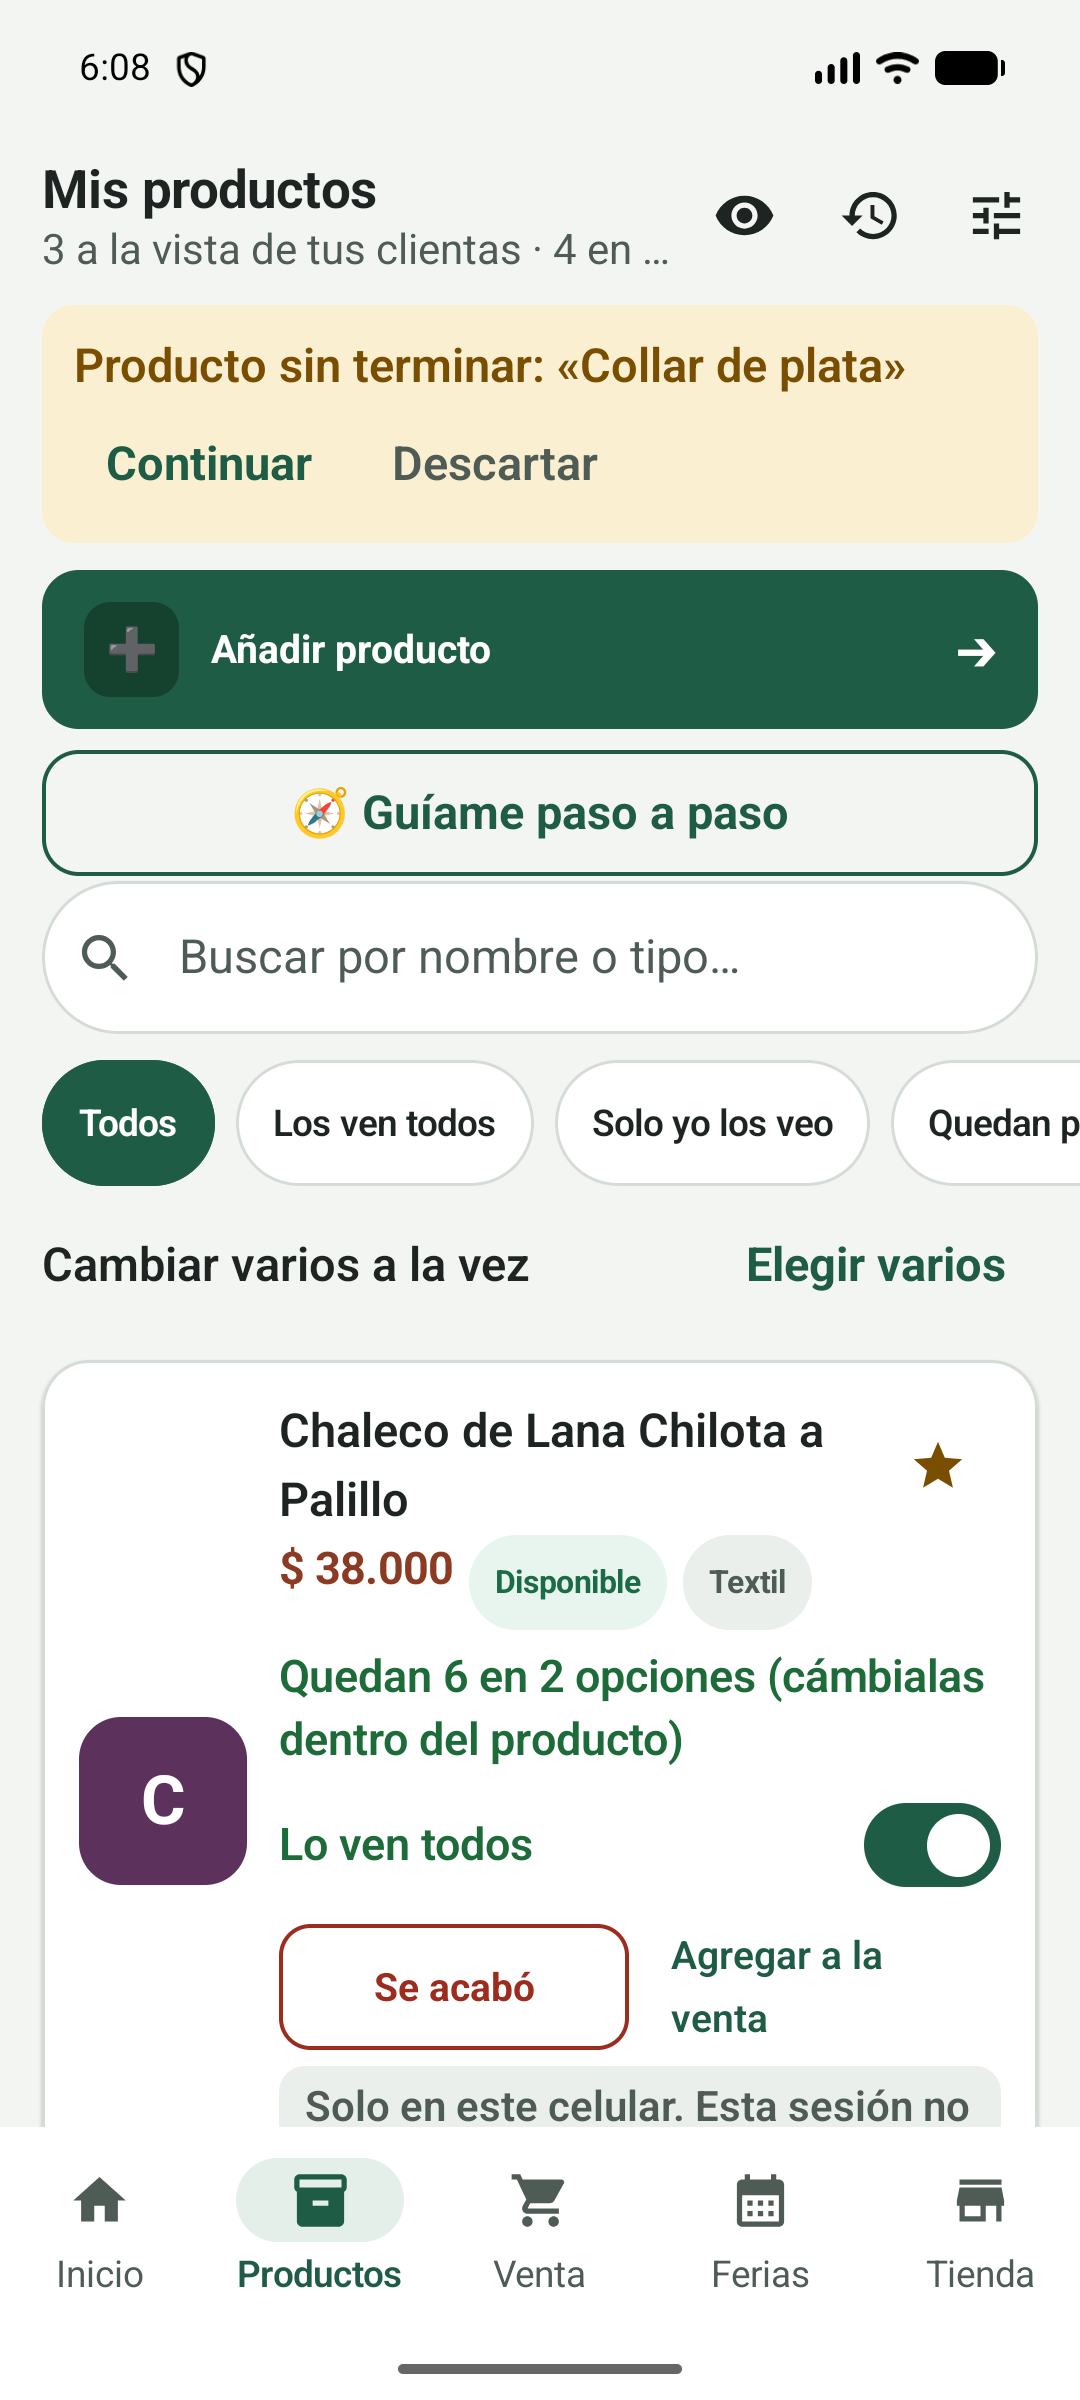 6:08
Mis productos
3 a la vista de tus clientas · 4 en ...
Producto sin terminar: «Collar de plata»
Continuar
Descartar
Añadir producto
Guíame paso a paso
Buscar por nombre o tipo...
Todos
Los ven todos
Solo yo los veo
Quedan p
Cambiar varios a la vez
Elegir varios
Chaleco de Lana Chilota a
Palillo
$ 38.000
Disponible
Textil
Quedan 6 en 2 opciones (cámbialas
dentro del producto)
C
Lo ven todos
Se acabó
Agregar a la
venta
Solo en este celular. Esta sesión no
Inicio
Productos
Venta
Ferias
Tienda